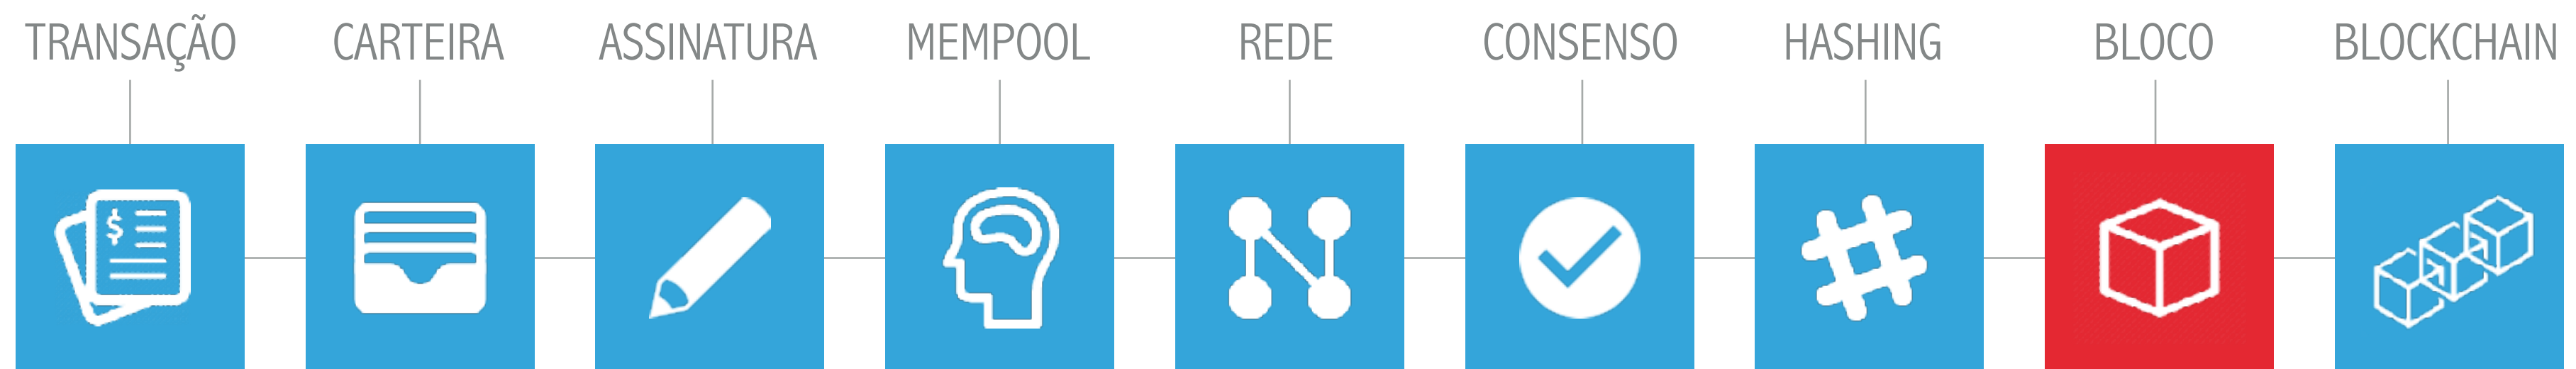 TRANSAÇÃO CARTEIRA ASSINATURA MEMPOOL REDE CONSENSO HASHING BLOCO BLOCKCHAIN
$